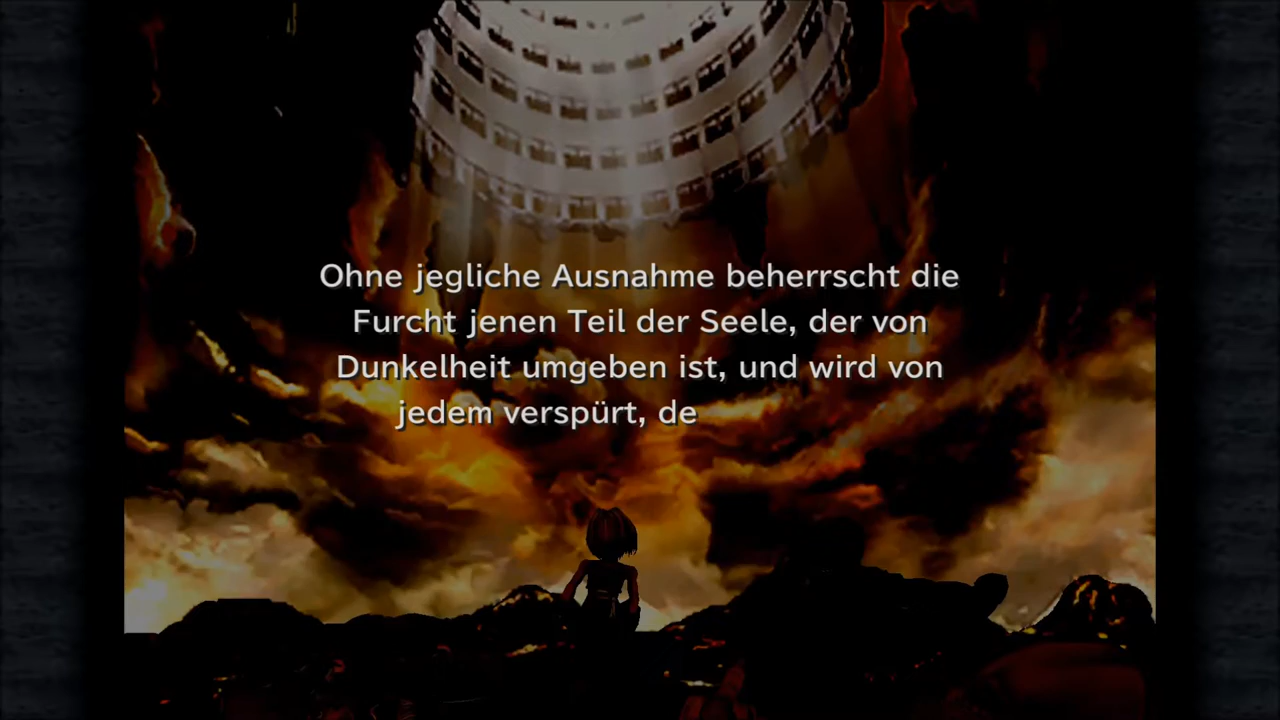 Ohne jegliche Ausnahme beherrscht die
Furcht jenen Teil der Seele, der von
Dunkelheit umgeben ist, und wird von
jedem verspürt, de